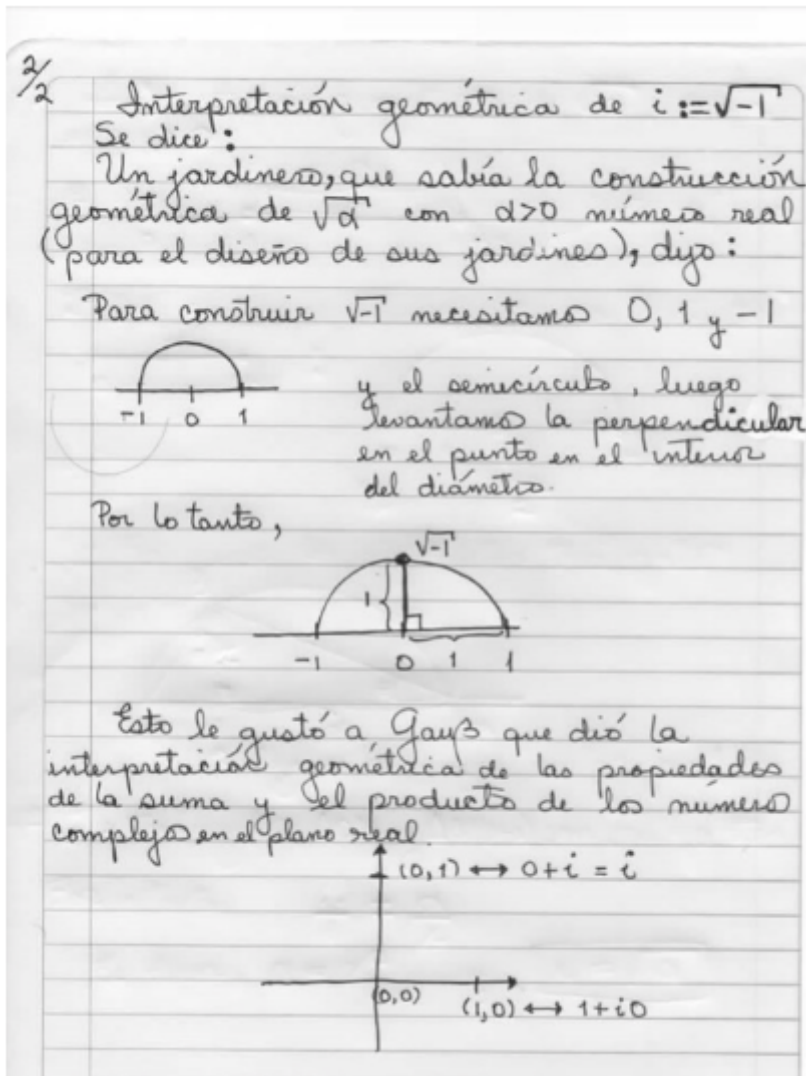 2/2
Interpretación geométrica de i := √-1
Se dice:
Un jardinero, que sabía la construcción
geométrica de √α con α>0 número real
(para el diseño de sus jardines), dijo:
Para construir √-1 necesitamos 0, 1 y -1
-1 0 1
y el semicírculo, luego
levantamos la perpendicular
en el punto en el interior
del diámetro.
Por lo tanto,
√-1
1
-1 0 1 1
Esto le gustó a Gauß que dió la
interpretación geométrica de las propiedades
de la suma y el producto de los números
complejos en el plano real.
(0,1) ↔ 0+i = i
(0,0) (1,0) ↔ 1+i0